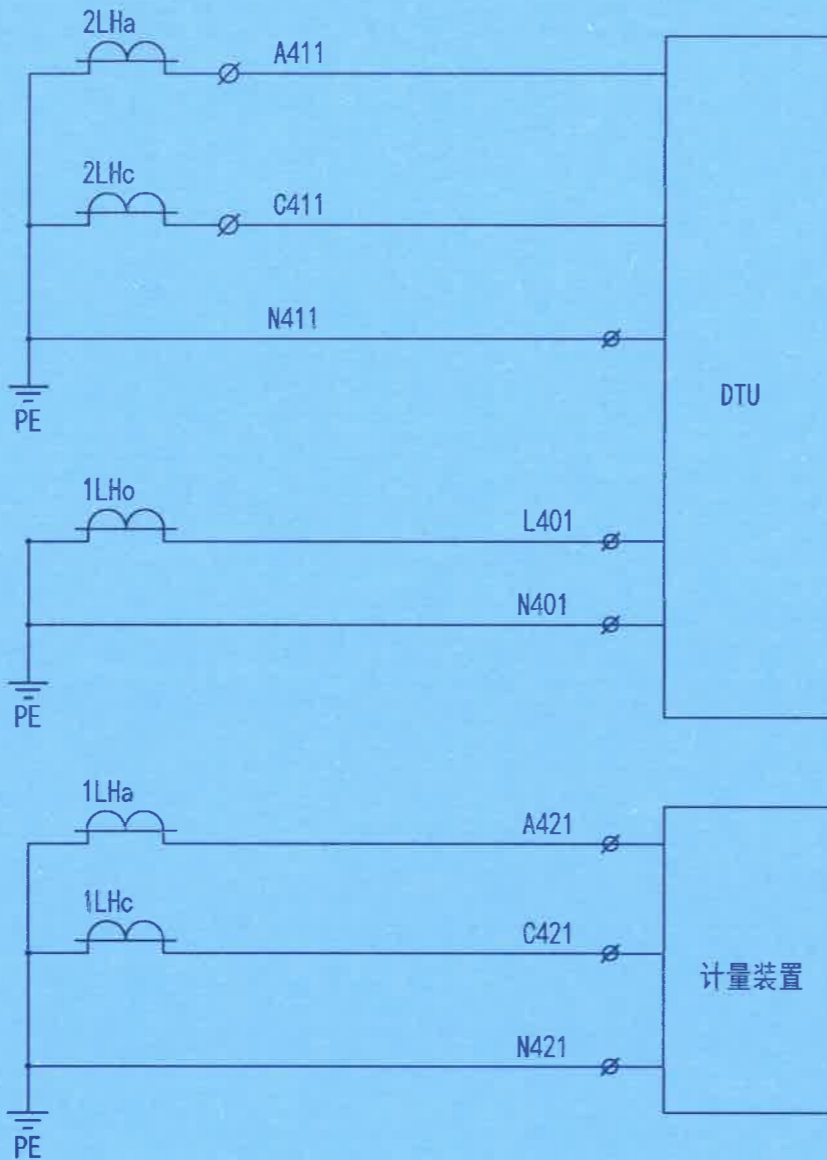 2LHa
A411
2LHc
C411
N411
DTU
PE
1LHo
L401
N401
PE
1LHa
A421
1LHc
C421
计量装置
N421
PE